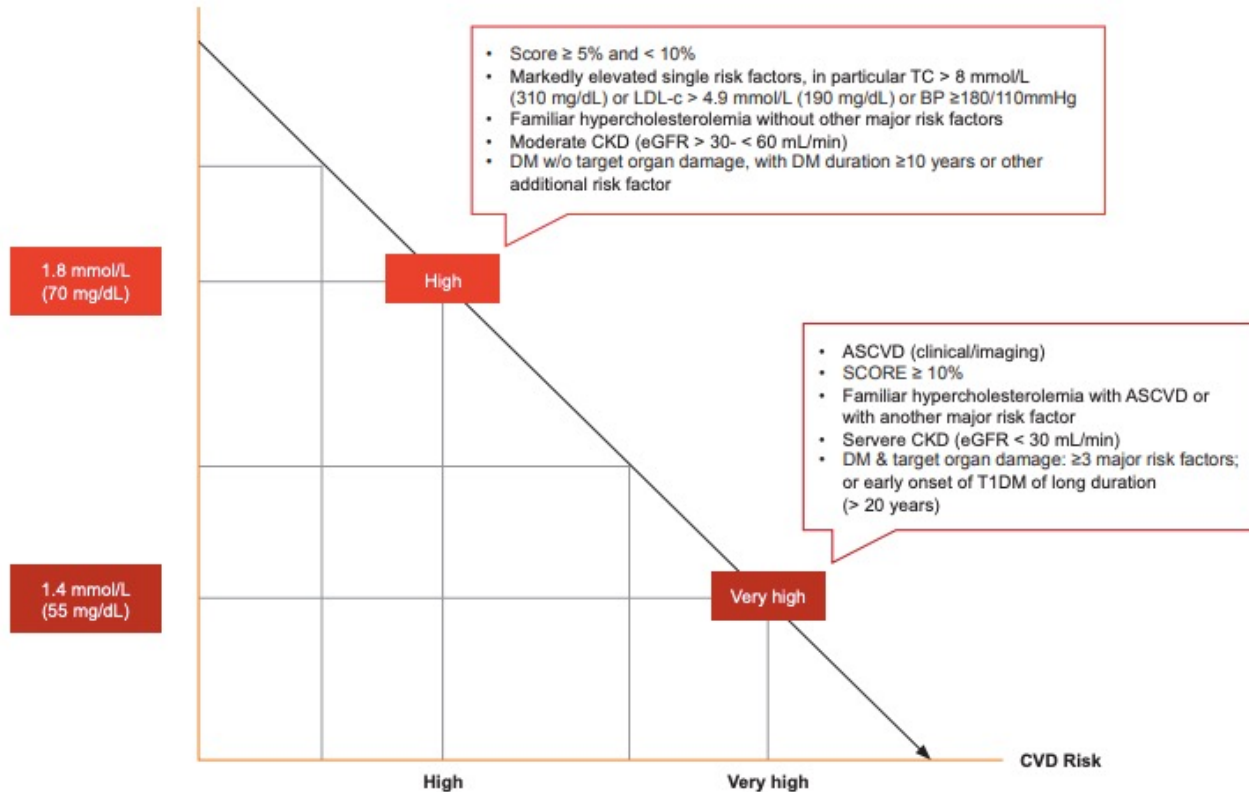 • Score ≥ 5% and < 10%
• Markedly elevated single risk factors, in particular TC > 8 mmol/L
(310 mg/dL) or LDL-c > 4.9 mmol/L (190 mg/dL) or BP ≥180/110mmHg
• Familiar hypercholesterolemia without other major risk factors
• Moderate CKD (eGFR > 30- < 60 mL/min)
• DM w/o target organ damage, with DM duration ≥10 years or other
additional risk factor
1.8 mmol/L
(70 mg/dL)
High
• ASCVD (clinical/imaging)
• SCORE ≥ 10%
• Familiar hypercholesterolemia with ASCVD or
with another major risk factor
• Servere CKD (eGFR < 30 mL/min)
• DM & target organ damage: ≥3 major risk factors;
or early onset of T1DM of long duration
(> 20 years)
1.4 mmol/L
(55 mg/dL)
Very high
CVD Risk
High
Very high